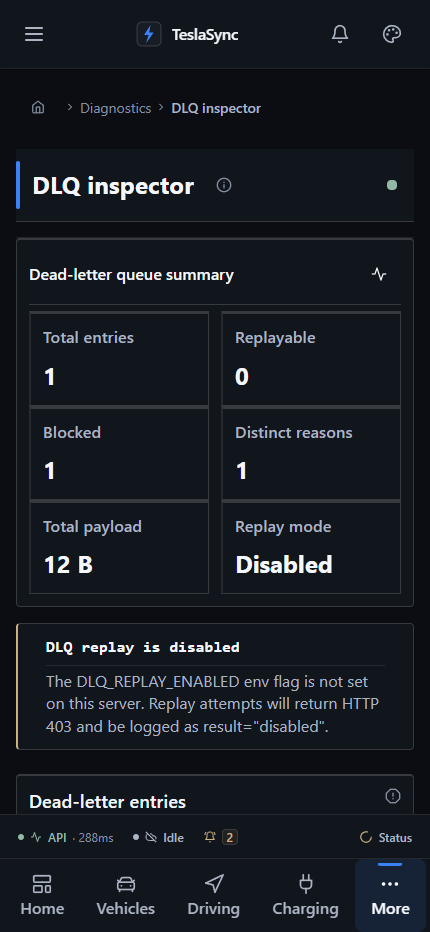 TeslaSync
Diagnostics
DLQ inspector
DLQ inspector
Dead-letter queue summary
Total entries
1
Replayable
0
Blocked
1
Distinct reasons
1
Total payload
12 B
Replay mode
Disabled
DLQ replay is disabled
The DLQ_REPLAY_ENABLED env flag is not set
on this server. Replay attempts will return HTTP
403 and be logged as result="disabled".
Dead-letter entries
API · 288ms
Idle
2
Status
Home
Vehicles
Driving
Charging
More